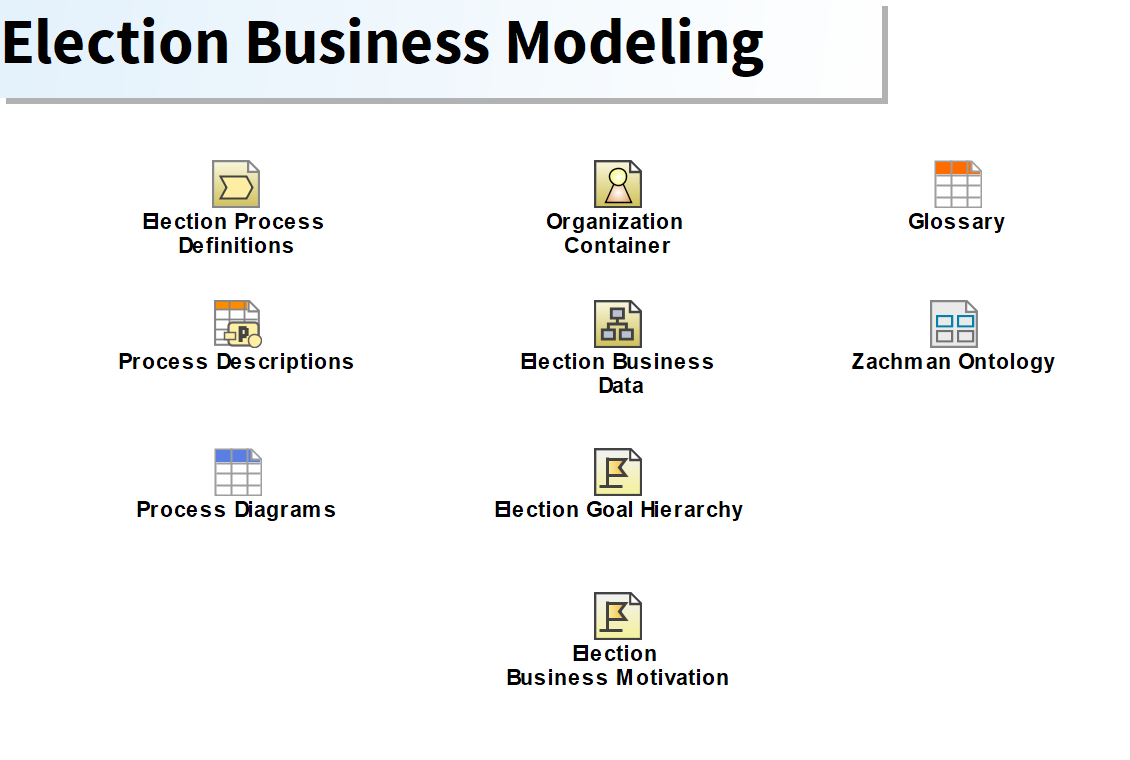 Election Business Modeling
Election Process
Definitions
Organization
Container
Glossary
P
Process Descriptions
Election Business
Data
Zachman Ontology
Process Diagrams
Election Goal Hierarchy
Election
Business Motivation